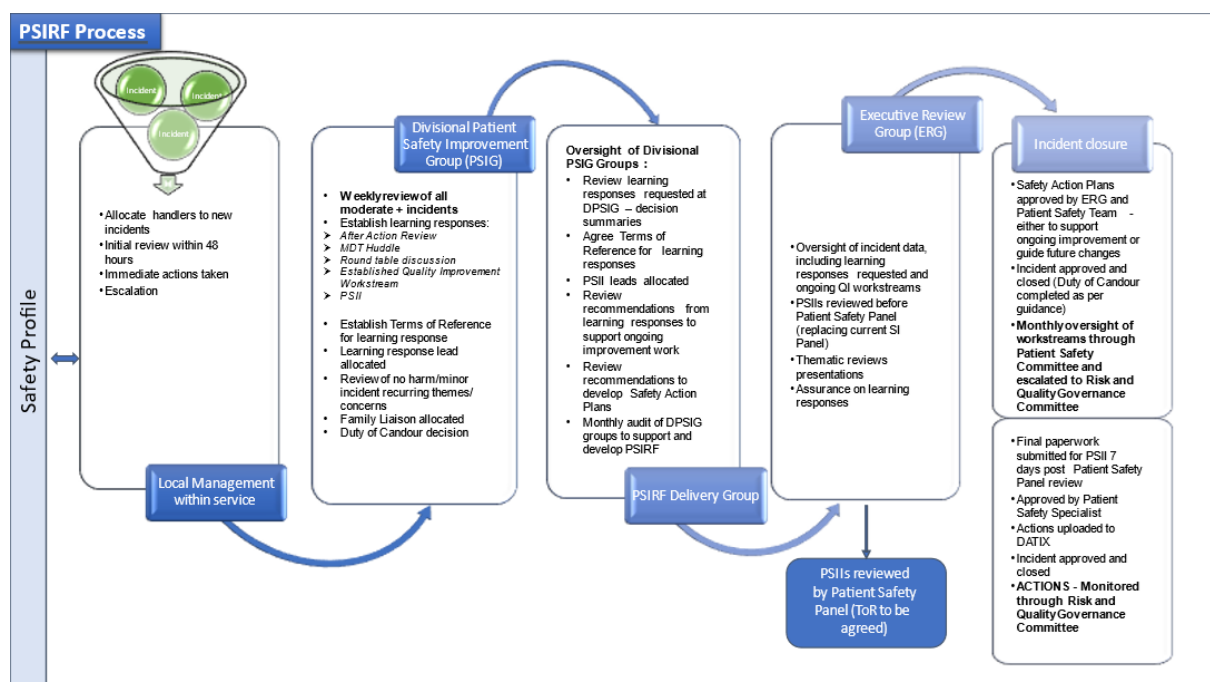 PSIRF Process
Safety Profile
Incident
Incident
Incident
•Allocate handlers to new
incidents
•Initial review within 48
hours
•Immediate actions taken
•Escalation
Local Management
within service
Divisional Patient
Safety Improvement
Group (PSIG)
• Weekly review of all
moderate + incidents
• Establish learning responses:
➤ After Action Review
➤ MDT Huddle
➤ Round table discussion
➤ Established Quality Improvement
Workstream
➤ PSII
• Establish Terms of Reference
for learning response
• Learning response lead
allocated
• Review of no harm/minor
incident recurring themes/
concerns
• Family Liaison allocated
• Duty of Candour decision
Oversight of Divisional
PSIG Groups :
• Review learning
responses requested at
DPSIG – decision
summaries
• Agree Terms of
Reference for learning
responses
• PSII leads allocated
• Review
recommendations from
learning responses to
support ongoing
improvement work
• Review
recommendations to
develop Safety Action
Plans
• Monthly audit of DPSIG
groups to support and
develop PSIRF
PSIRF Delivery Group
Executive Review
Group (ERG)
•Oversight of incident data,
including learning
responses requested and
ongoing QI workstreams
•PSIIs reviewed before
Patient Safety Panel
(replacing current SI
Panel)
•Thematic reviews
presentations
•Assurance on learning
responses
PSIIs reviewed
by Patient Safety
Panel (ToR to be
agreed)
Incident closure
•Safety Action Plans
approved by ERG and
Patient Safety Team -
either to support
ongoing improvement or
guide future changes
•Incident approved and
closed (Duty of Candour
completed as per
guidance)
•Monthly oversight of
workstreams through
Patient Safety
Committee and
escalated to Risk and
Quality Governance
Committee
•Final paperwork
submitted for PSII 7
days post Patient Safety
Panel review
•Approved by Patient
Safety Specialist
•Actions uploaded to
DATIX
•Incident approved and
closed
•ACTIONS - Monitored
through Risk and
Quality Governance
Committee